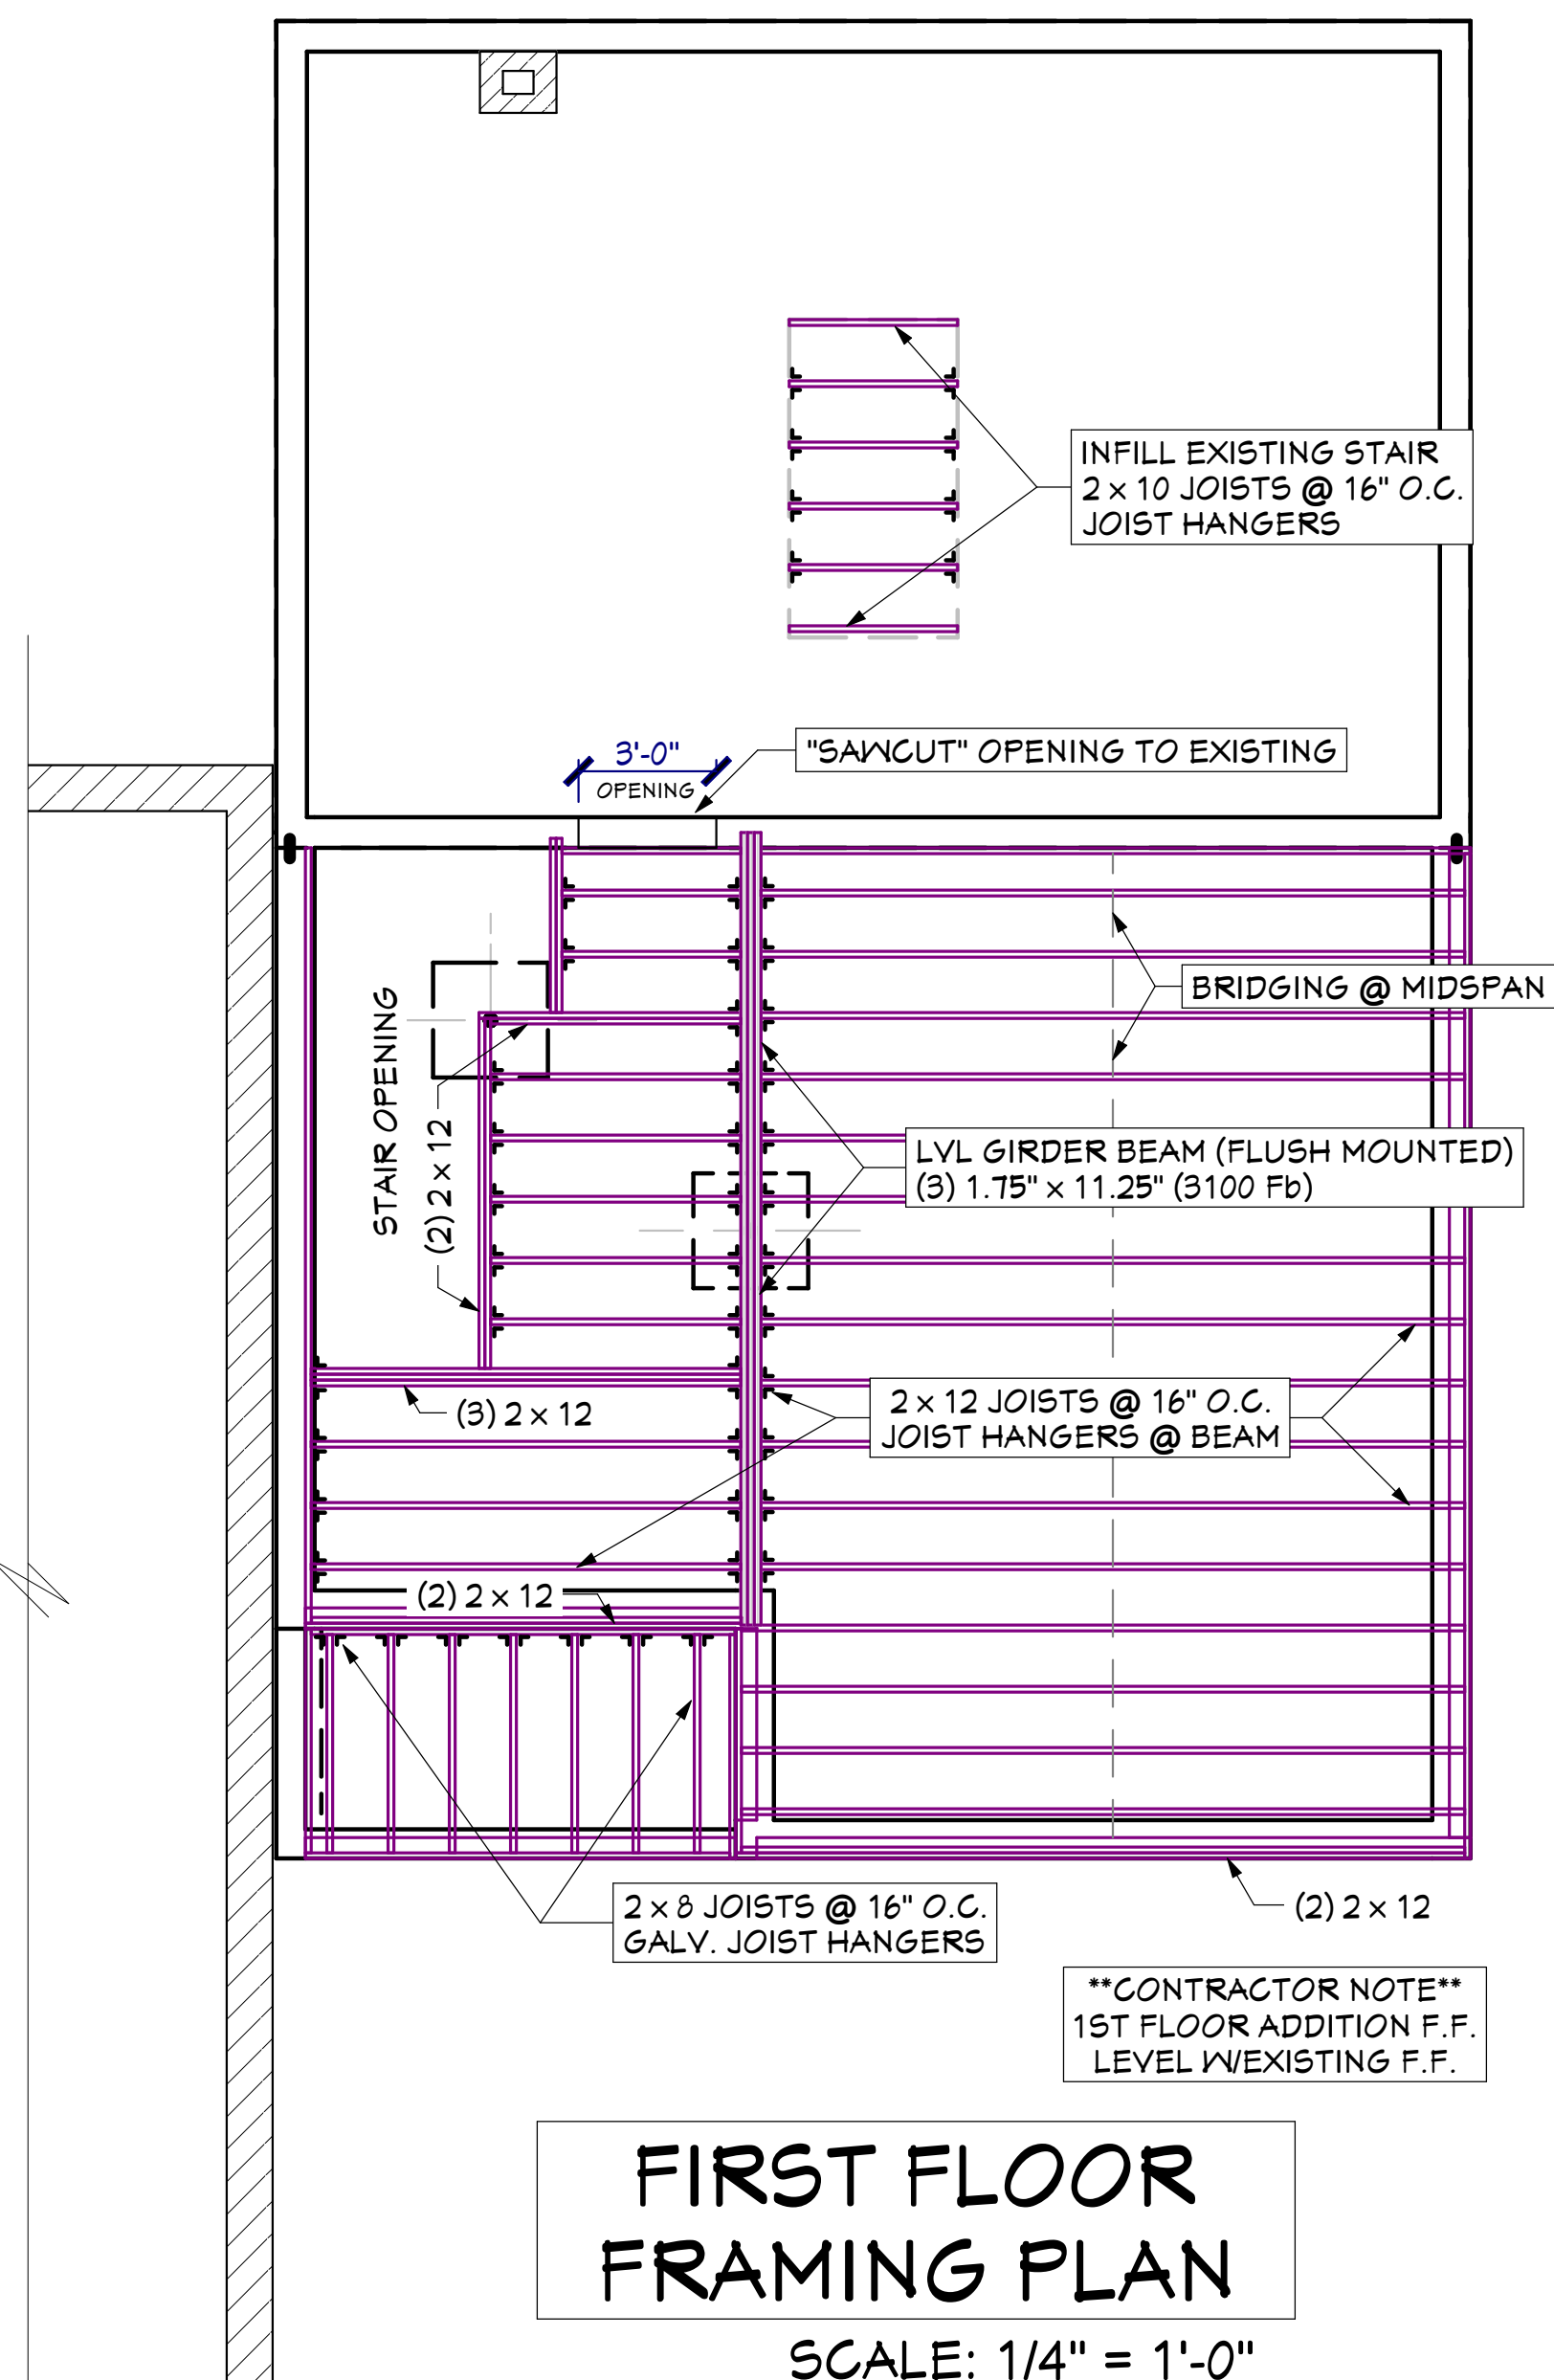 INFILL EXISTING STAIR
2 x 10 JOISTS @ 16" O.C.
JOIST HANGERS
3'-0"
OPENING
"SAWCUT" OPENING TO EXISTING
BRIDGING @ MIDSPAN
STAIR OPENING
(2) 2 x 12
LVL GIRDER BEAM (FLUSH MOUNTED)
(3) 1.75" x 11.25" (3100 Fb)
2 x 12 JOISTS @ 16" O.C.
JOIST HANGERS @ BEAM
(3) 2 x 12
(2) 2 x 12
2 x 8 JOISTS @ 16" O.C.
GALV. JOIST HANGERS
(2) 2 x 12
**CONTRACTOR NOTE**
1ST FLOOR ADDITION F.F.
LEVEL W/EXISTING F.F.
FIRST FLOOR
FRAMING PLAN
SCALE: 1/4" = 1'-0"